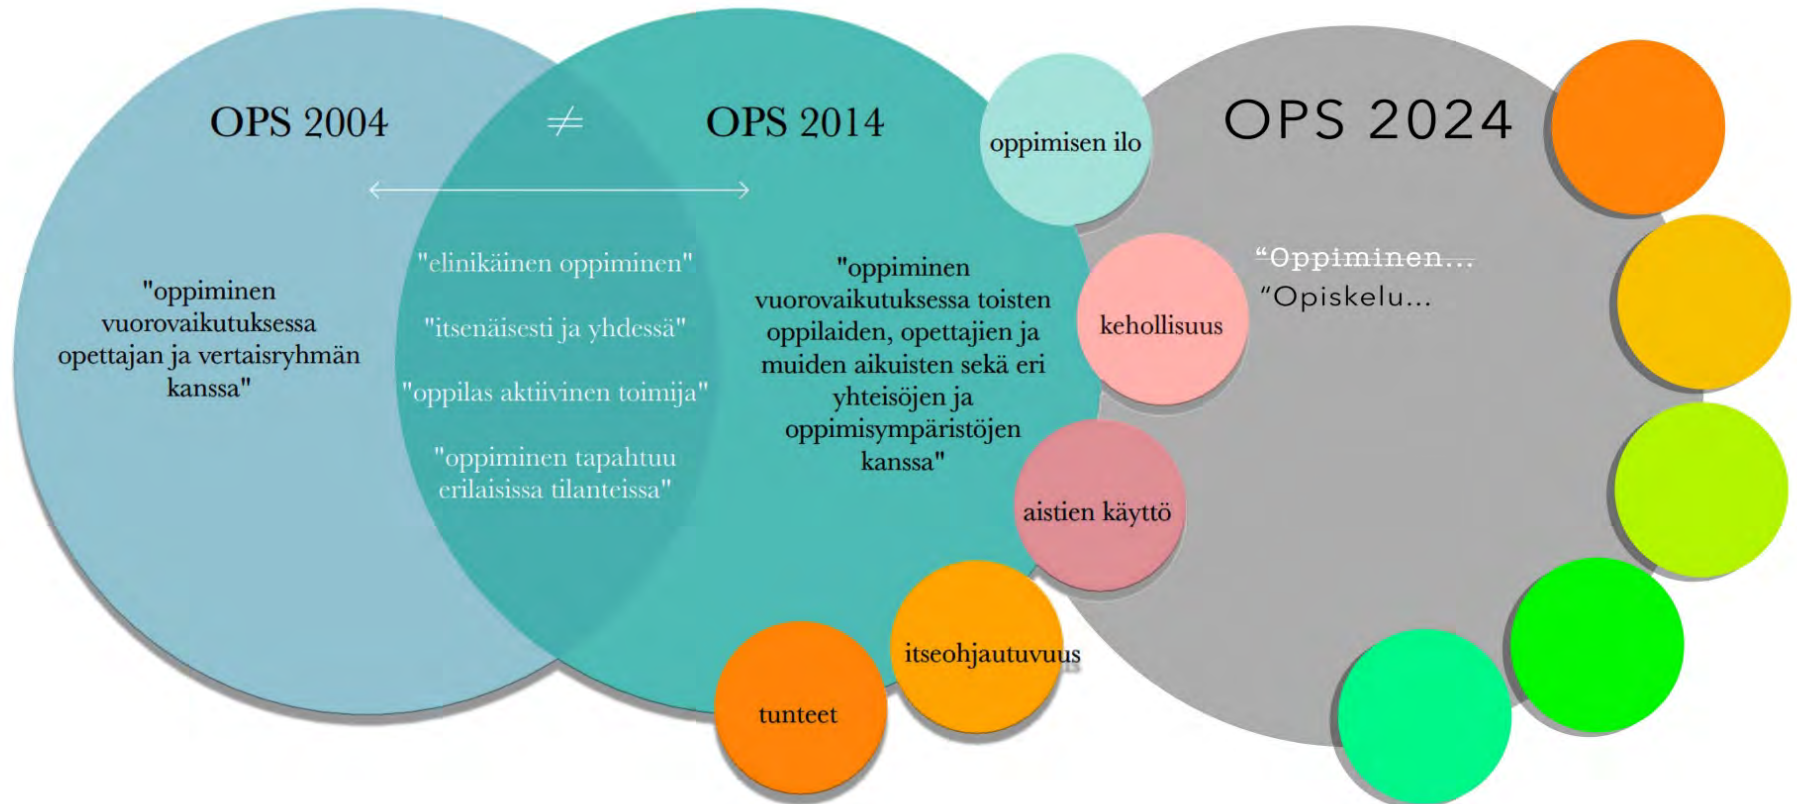 OPS 2004
≠
OPS 2014
OPS 2024
"oppiminen
vuorovaikutuksessa
opettajan ja vertaisryhmän
kanssa"
"elinikäinen oppiminen"
"itsenäisesti ja yhdessä"
"oppilas aktiivinen toimija"
"oppiminen tapahtuu
erilaisissa tilanteissa"
"oppiminen
vuorovaikutuksessa toisten
oppilaiden, opettajien ja
muiden aikuisten sekä eri
yhteisöjen ja
oppimisympäristöjen
kanssa"
oppimisen ilo
kehollisuus
aistien käyttö
itseohjautuvuus
tunteet
“Oppiminen...
“Opiskelu...